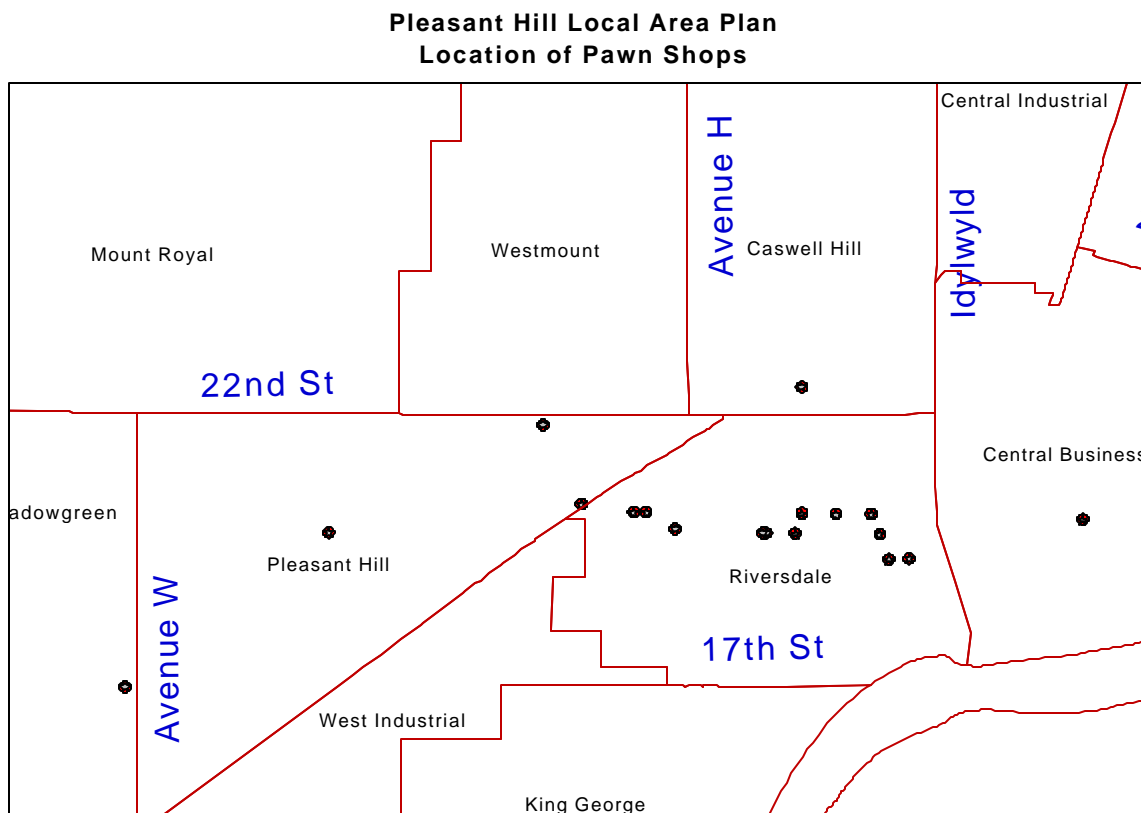 Pleasant Hill Local Area Plan
Location of Pawn Shops
Central Industrial
Avenue H
Idylwyld
Mount Royal
Westmount
Caswell Hill
22nd St
Central Business
adowgreen
Pleasant Hill
Riversdale
Avenue W
17th St
West Industrial
King George